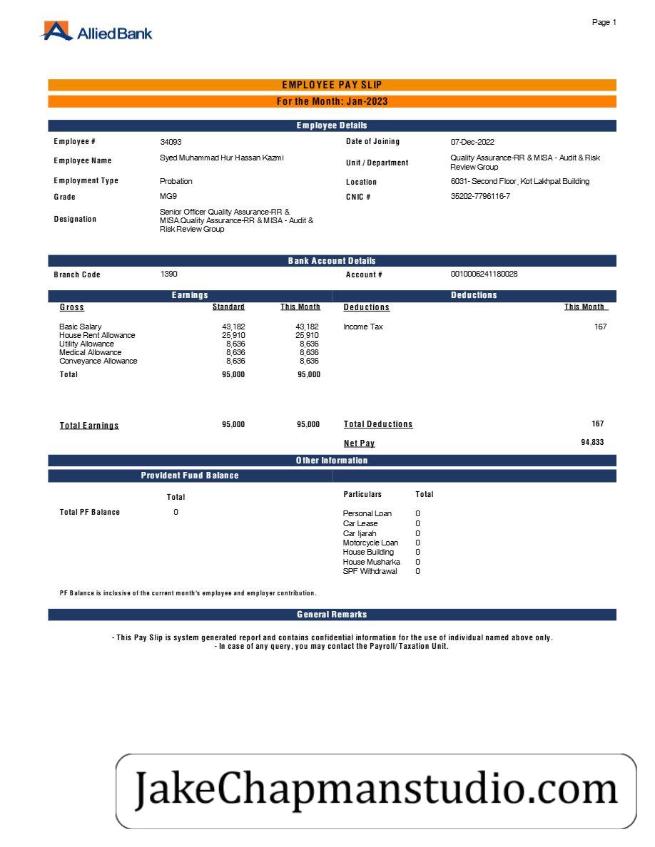 Page 1
Allied Bank
EMPLOYEE PAY SLIP
For the Month: Jan-2023
Employee Details
Employee # 34093 Date of Joining 07-Dec-2022
Employee Name Syed Muhammad Hur Hassan Kazmi Unit / Department Quality Assurance-RR & MISA - Audit & Risk
Review Group
Employment Type Probation Location 6031- Second Floor, Kot Lakhpat Building
Grade MG9 CNIC # 35202-7796116-7
Designation Senior Officer Quality Assurance-RR &
MISA.Quality Assurance-RR & MISA - Audit &
Risk Review Group
Bank Account Details
Branch Code 1390 Account # 0010006241180028
Earnings Deductions
Gross Standard This Month Deductions This Month
Basic Salary 43,182 43,182 Income Tax 167
House Rent Allowance 25,910 25,910
Utility Allowance 8,636 8,636
Medical Allowance 8,636 8,636
Conveyance Allowance 8,636 8,636
Total 95,000 95,000
Total Earnings 95,000 95,000 Total Deductions 167
Net Pay 94,833
Other Information
Provident Fund Balance
Total Particulars Total
Total PF Balance 0 Personal Loan 0
Car Lease 0
Car Ijarah 0
Motorcycle Loan 0
House Building 0
House Musharka 0
SPF Withdrawal 0
PF Balance is inclusive of the current month's employee and employer contribution.
General Remarks
- This Pay Slip is system generated report and contains confidential information for the use of individual named above only.
- In case of any query, you may contact the Payroll/Taxation Unit.
JakeChapmanstudio.com